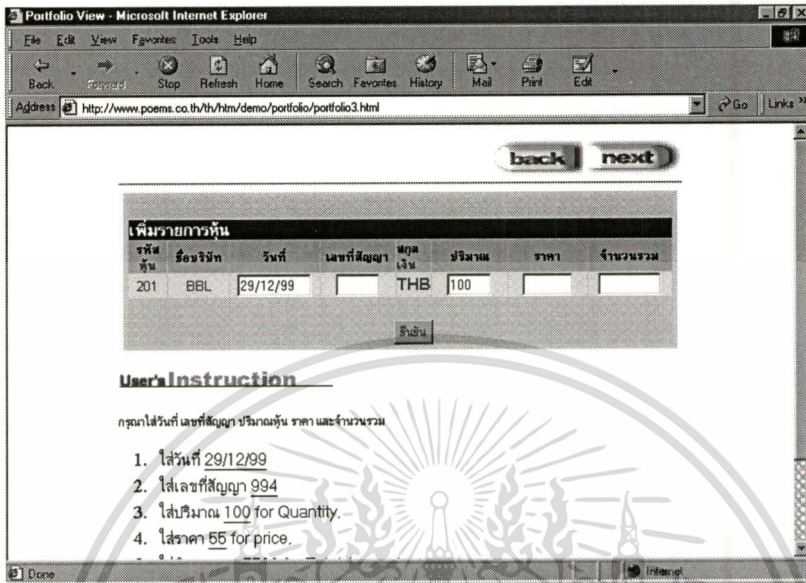 Portfolio View - Microsoft Internet Explorer
File Edit View Favorites Tools Help
Back Forward Stop Refresh Home Search Favorites History Mail Print Edit
Address http://www.poems.co.th/th/htm/demo/portfolio/portfolio3.html Go Links »
back next
เพิ่มรายการหุ้น
รหัสหุ้น ชื่อบริษัท วันที่ เลขที่สัญญา สกุลเงิน ปริมาณ ราคา จำนวนรวม
201 BBL 29/12/99 THB 100
ยืนยัน
User's Instruction
กรุณาใส่วันที่ เลขที่สัญญา ปริมาณหุ้น ราคา และจำนวนรวม
1. ใส่วันที่ 29/12/99
2. ใส่เลขที่สัญญา 994
3. ใส่ปริมาณ 100 for Quantity.
4. ใส่ราคา 55 for price.
Done Internet